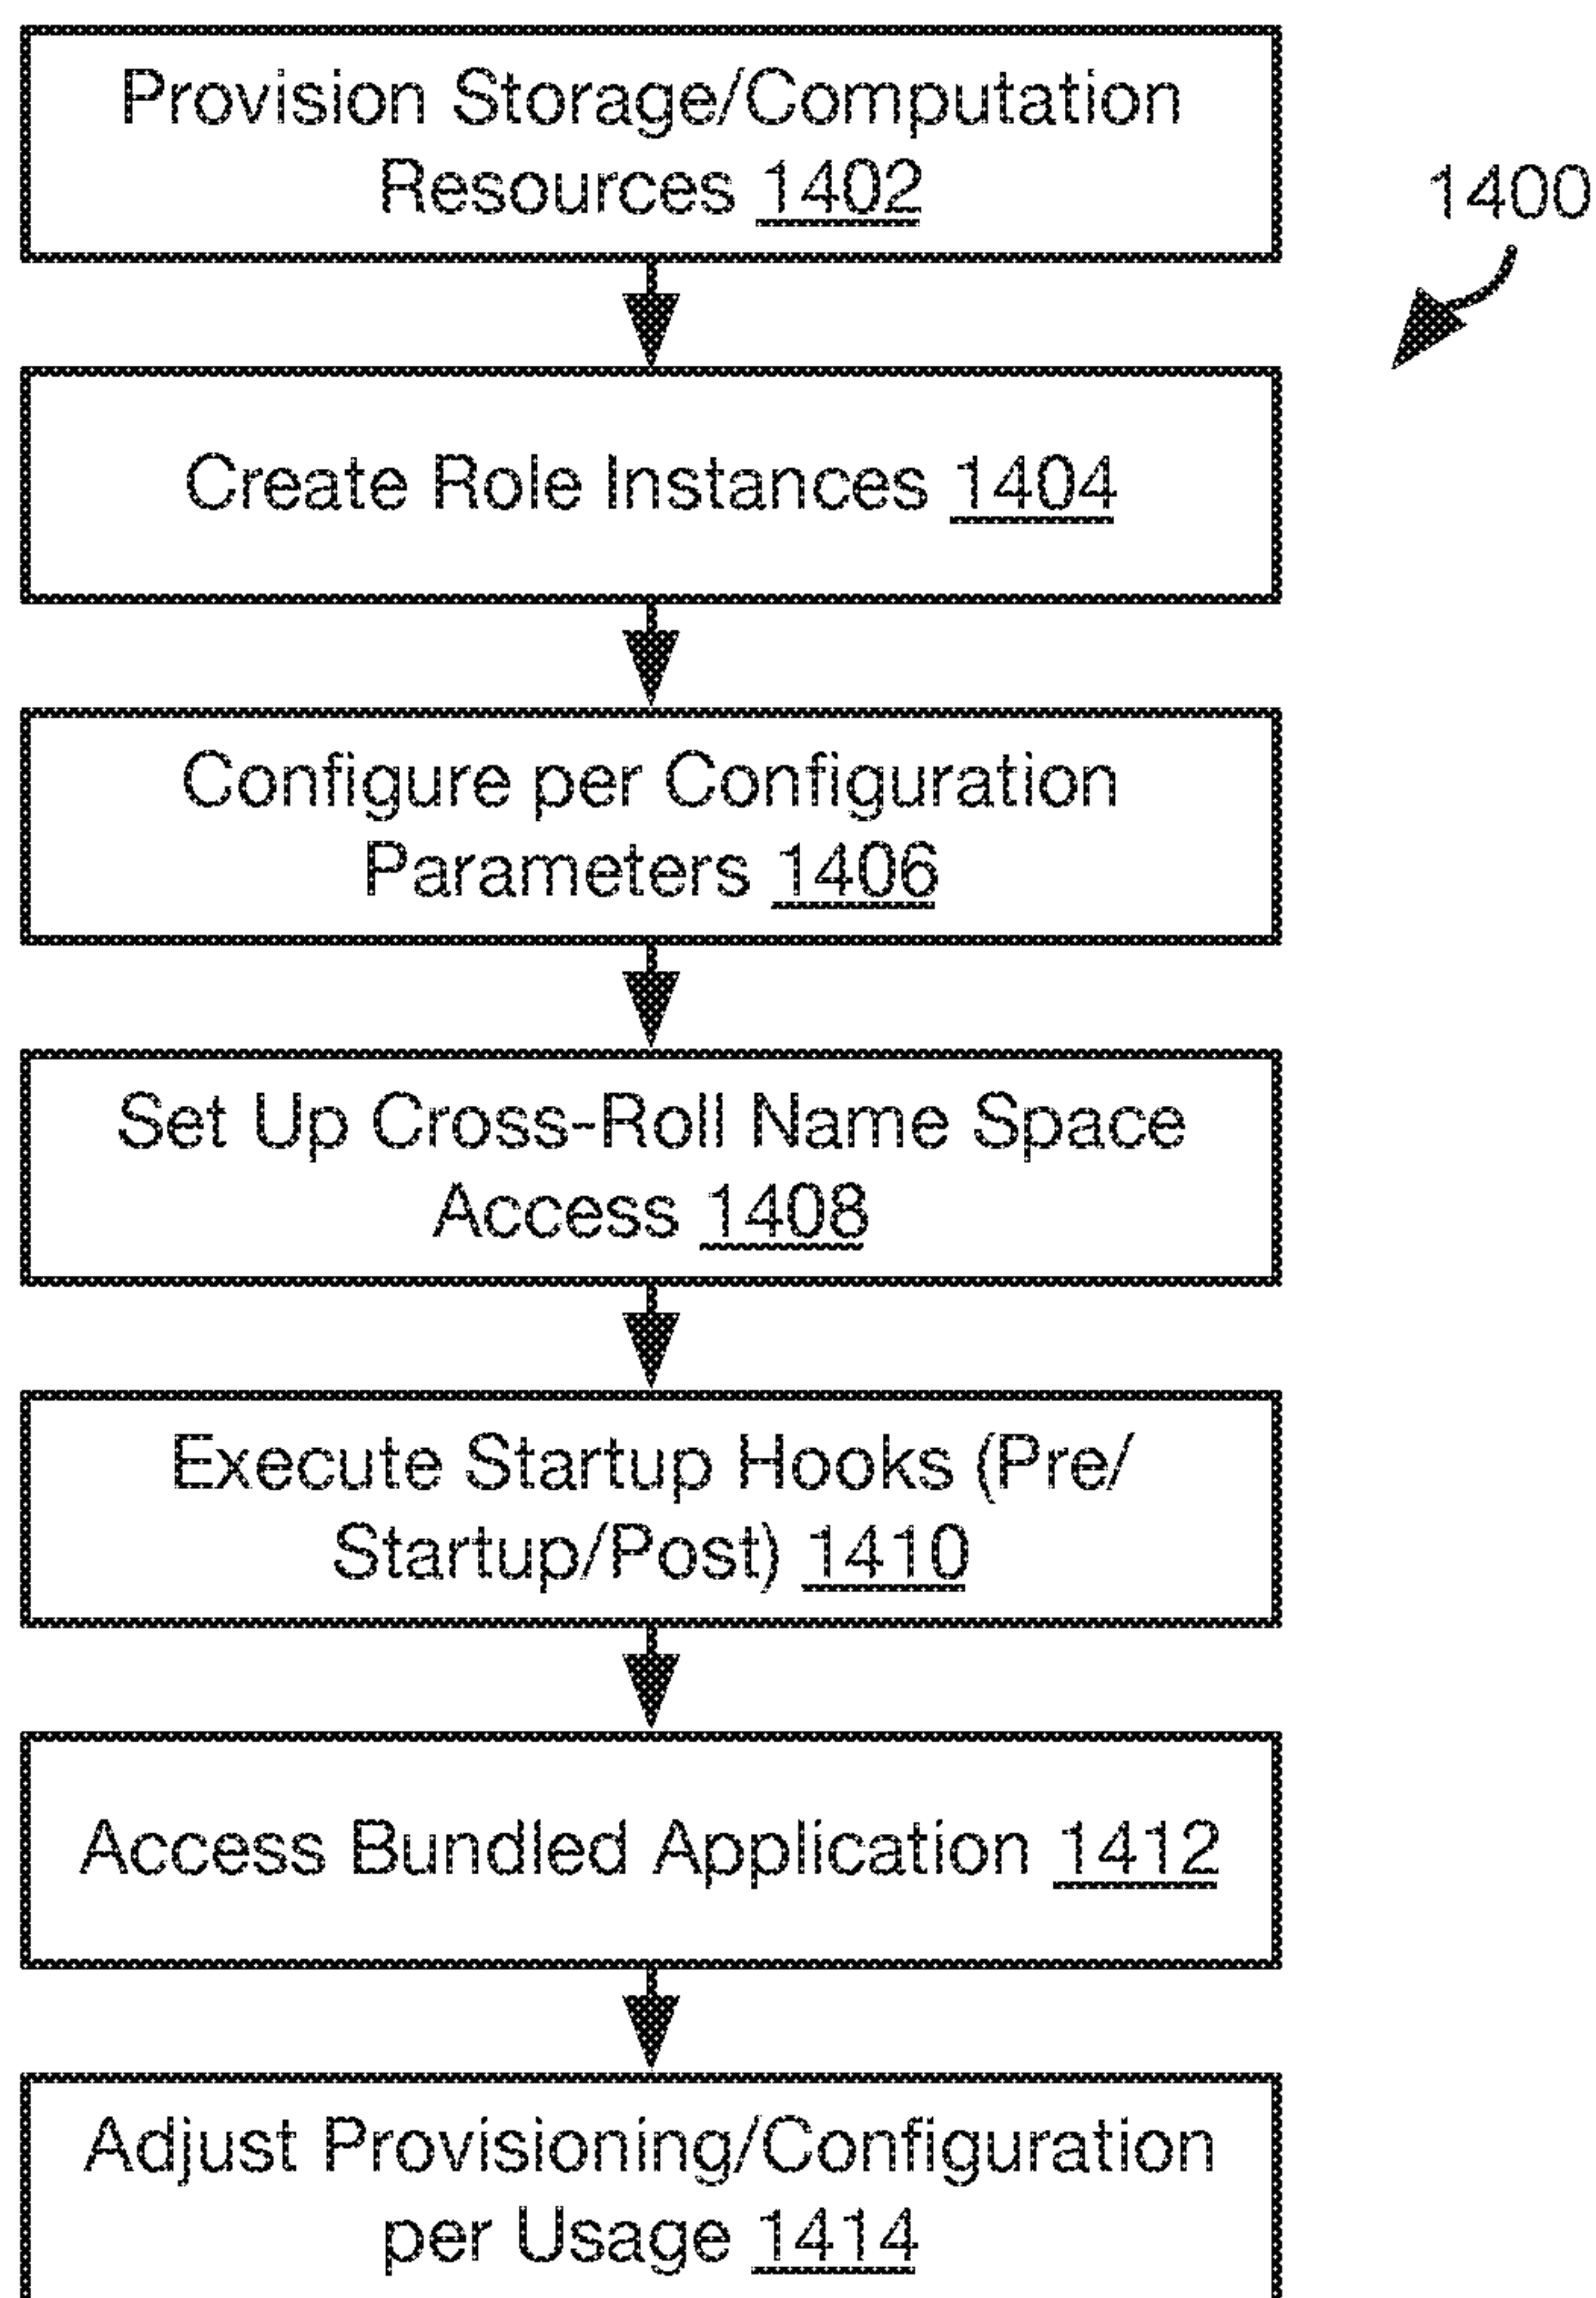 Provision Storage/Computation
Resources 1402
1400
Create Role Instances 1404
Configure per Configuration
Parameters 1406
Set Up Cross-Roll Name Space
Access 1408
Execute Startup Hooks (Pre/
Startup/Post) 1410
Access Bundled Application 1412
Adjust Provisioning/Configuration
per Usage 1414